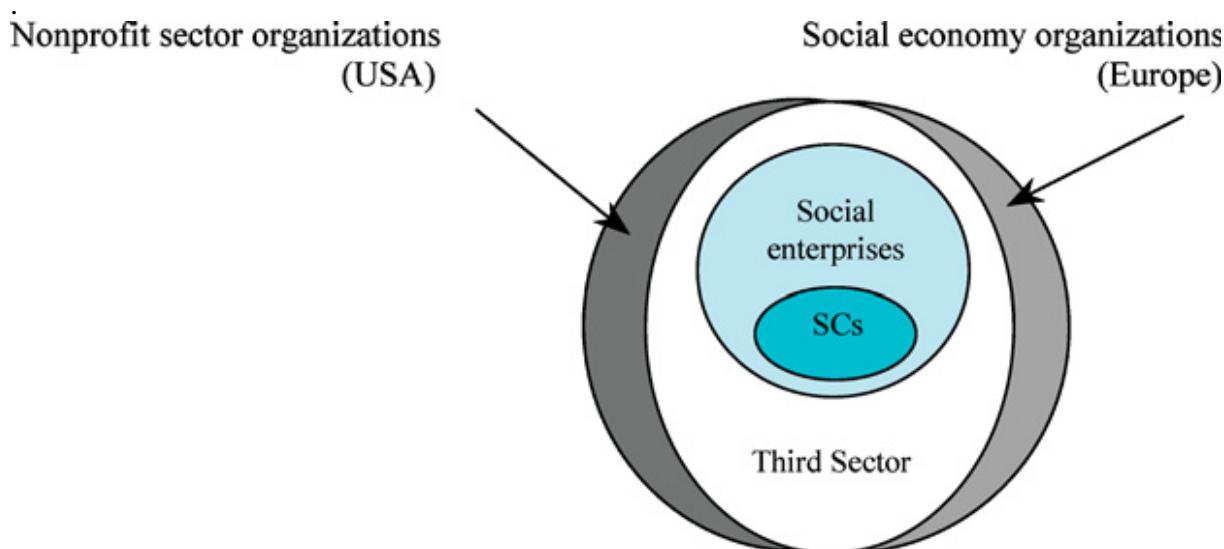 .
Nonprofit sector organizations
(USA)
Social economy organizations
(Europe)
Social
enterprises
SCs
Third Sector